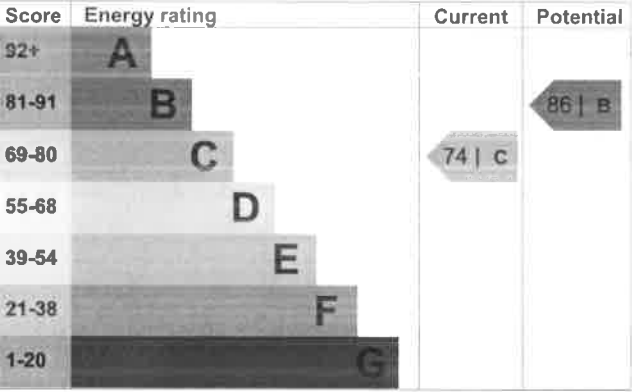 Score Energy rating Current Potential
92+ A
81-91 B 86 | B
69-80 C 74 | C
55-68 D
39-54 E
21-38 F
1-20 G